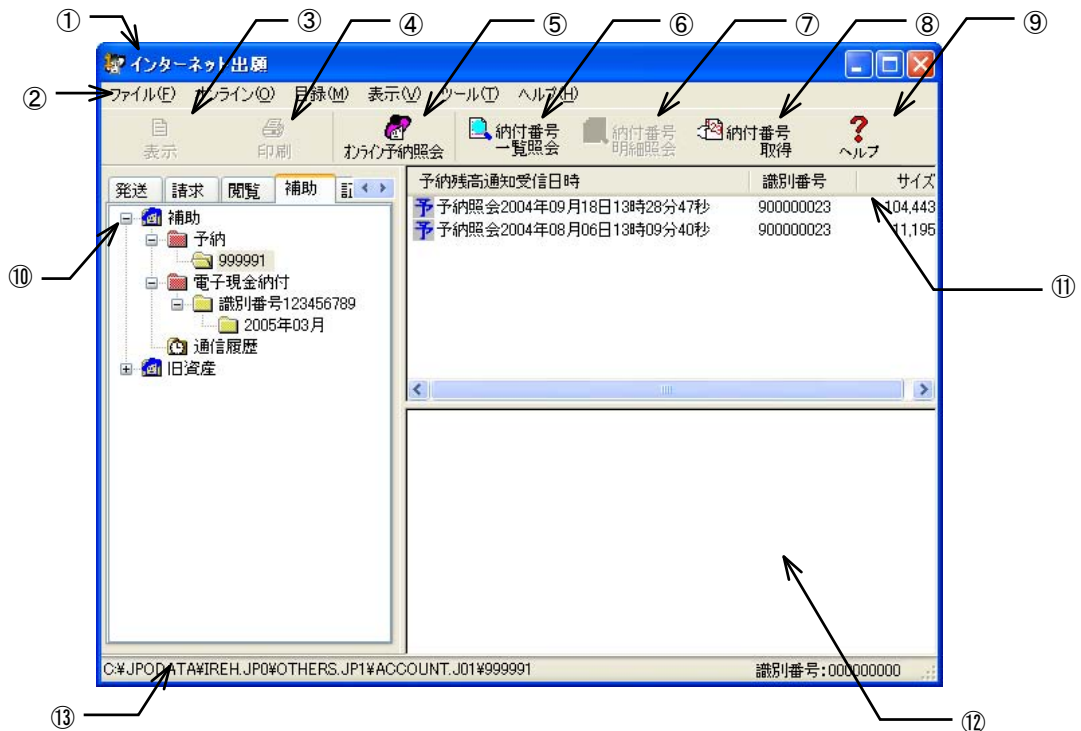 ① ③ ④ ⑤ ⑥ ⑦ ⑧ ⑨
インターネット出願
②
ファイル(F) オンライン(O) 目録(M) 表示(V) ツール(T) ヘルプ(H)
表示
印刷
オンライン予納照会
納付番号
一覧照会
納付番号
明細照会
納付番号
取得
ヘルプ
発送 請求 閲覧 補助
予納残高通知受信日時 識別番号 サイズ
予 予納照会2004年09月18日13時28分47秒 900000023 104,443
予 予納照会2004年08月06日13時09分40秒 900000023 11,195
補助
予納
999991
電子現金納付
識別番号123456789
2005年03月
通信履歴
旧資産
⑩
⑪
C:¥JPODATA¥IREH.JP0¥OTHERS.JP1¥ACCOUNT.J01¥999991 識別番号:000000000
⑬ ⑫